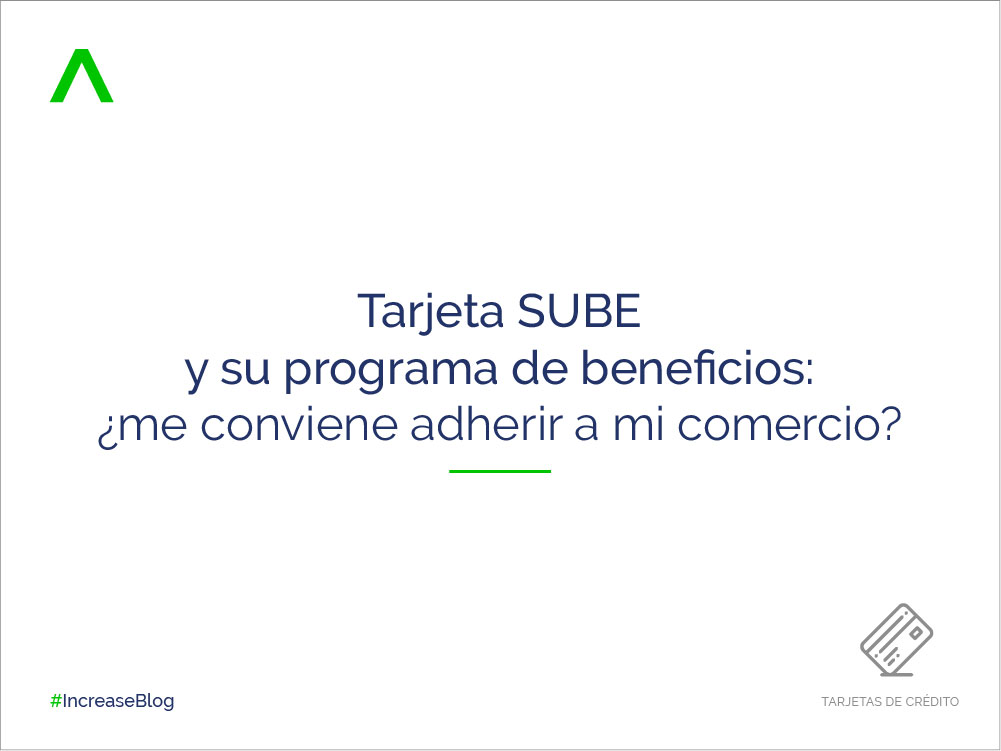 Tarjeta SUBE
y su programa de beneficios:
¿me conviene adherir a mi comercio?
#IncreaseBlog
TARJETAS DE CRÉDITO